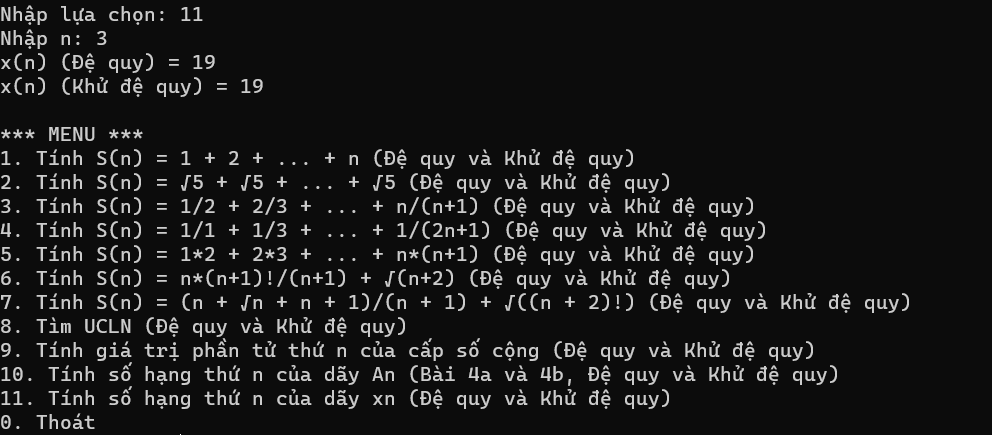 Nhập lựa chọn: 11
Nhập n: 3
x(n) (Đệ quy) = 19
x(n) (Khử đệ quy) = 19
*** MENU ***
1. Tính S(n) = 1 + 2 + ... + n (Đệ quy và Khử đệ quy)
2. Tính S(n) = √5 + √5 + ... + √5 (Đệ quy và Khử đệ quy)
3. Tính S(n) = 1/2 + 2/3 + ... + n/(n+1) (Đệ quy và Khử đệ quy)
4. Tính S(n) = 1/1 + 1/3 + ... + 1/(2n+1) (Đệ quy và Khử đệ quy)
5. Tính S(n) = 1*2 + 2*3 + ... + n*(n+1) (Đệ quy và Khử đệ quy)
6. Tính S(n) = n*(n+1)!/(n+1) + √(n+2) (Đệ quy và Khử đệ quy)
7. Tính S(n) = (n + √n + n + 1)/(n + 1) + √((n + 2)!) (Đệ quy và Khử đệ quy)
8. Tìm UCLN (Đệ quy và Khử đệ quy)
9. Tính giá trị phần tử thứ n của cấp số cộng (Đệ quy và Khử đệ quy)
10. Tính số hạng thứ n của dãy An (Bài 4a và 4b, Đệ quy và Khử đệ quy)
11. Tính số hạng thứ n của dãy xn (Đệ quy và Khử đệ quy)
0. Thoát